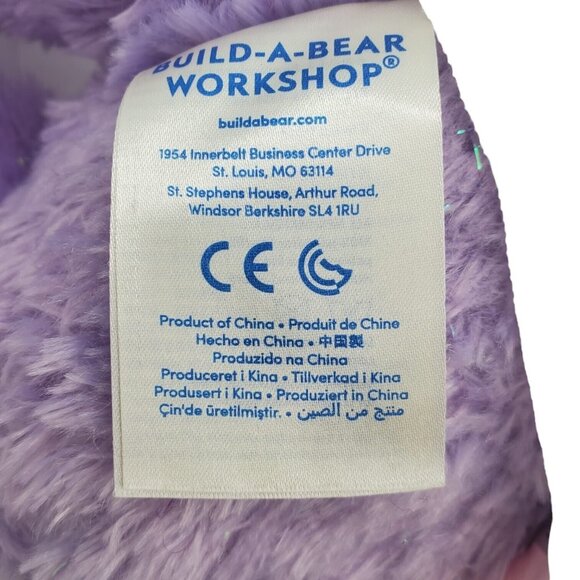 BUILD-A-BEAR
WORKSHOP®
buildabear.com
1954 Innerbelt Business Center Drive
St. Louis, MO 63114
St. Stephens House, Arthur Road,
Windsor Berkshire SL4 1RU
CE
Product of China • Produit de Chine
Hecho en China • 中国製
Produzido na China
Produceret i Kina • Tillverkad i Kina
Produsert i Kina • Produziert in China
Çin'de üretilmiştir. • منتج من الصين